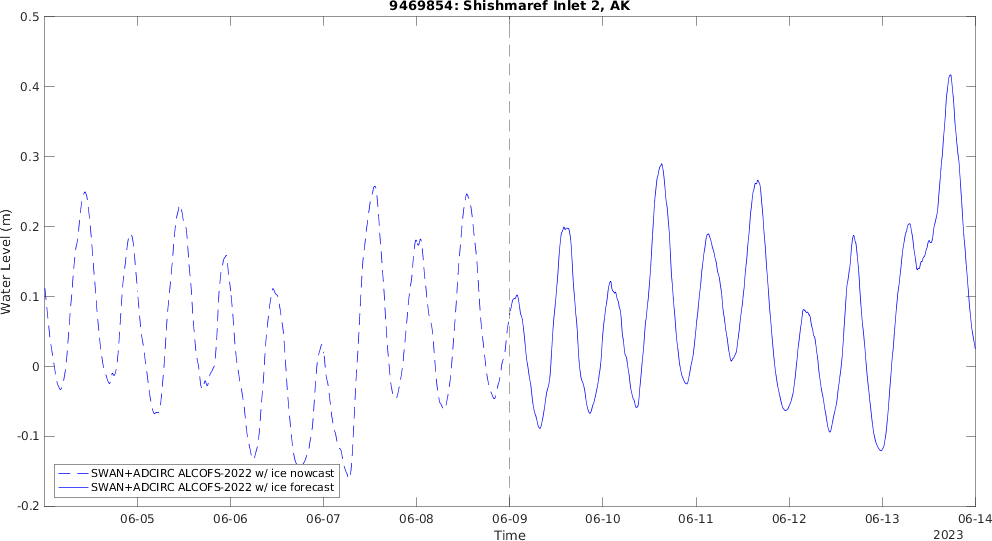 9469854: Shishmaref Inlet 2, AK
0.5
0.4
0.3
0.2
0.1
0
-0.1
-0.2
Water Level (m)
SWAN+ADCIRC ALCOFS-2022 w/ ice nowcast
SWAN+ADCIRC ALCOFS-2022 w/ ice forecast
06-05 06-06 06-07 06-08 06-09 06-10 06-11 06-12 06-13 06-14
Time
2023